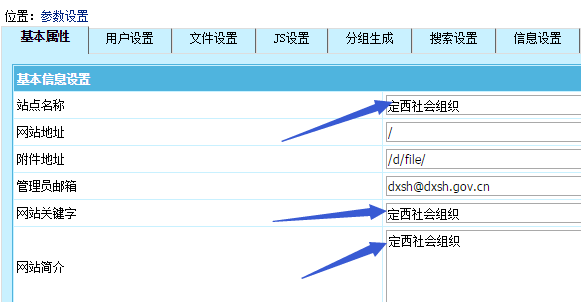 位置：参数设置
基本属性 用户设置 文件设置 JS设置 分组生成 搜索设置 信息设置
基本信息设置
站点名称 定西社会组织
网站地址 /
附件地址 /d/file/
管理员邮箱 dxsh@dxsh.gov.cn
网站关键字 定西社会组织
网站简介 定西社会组织